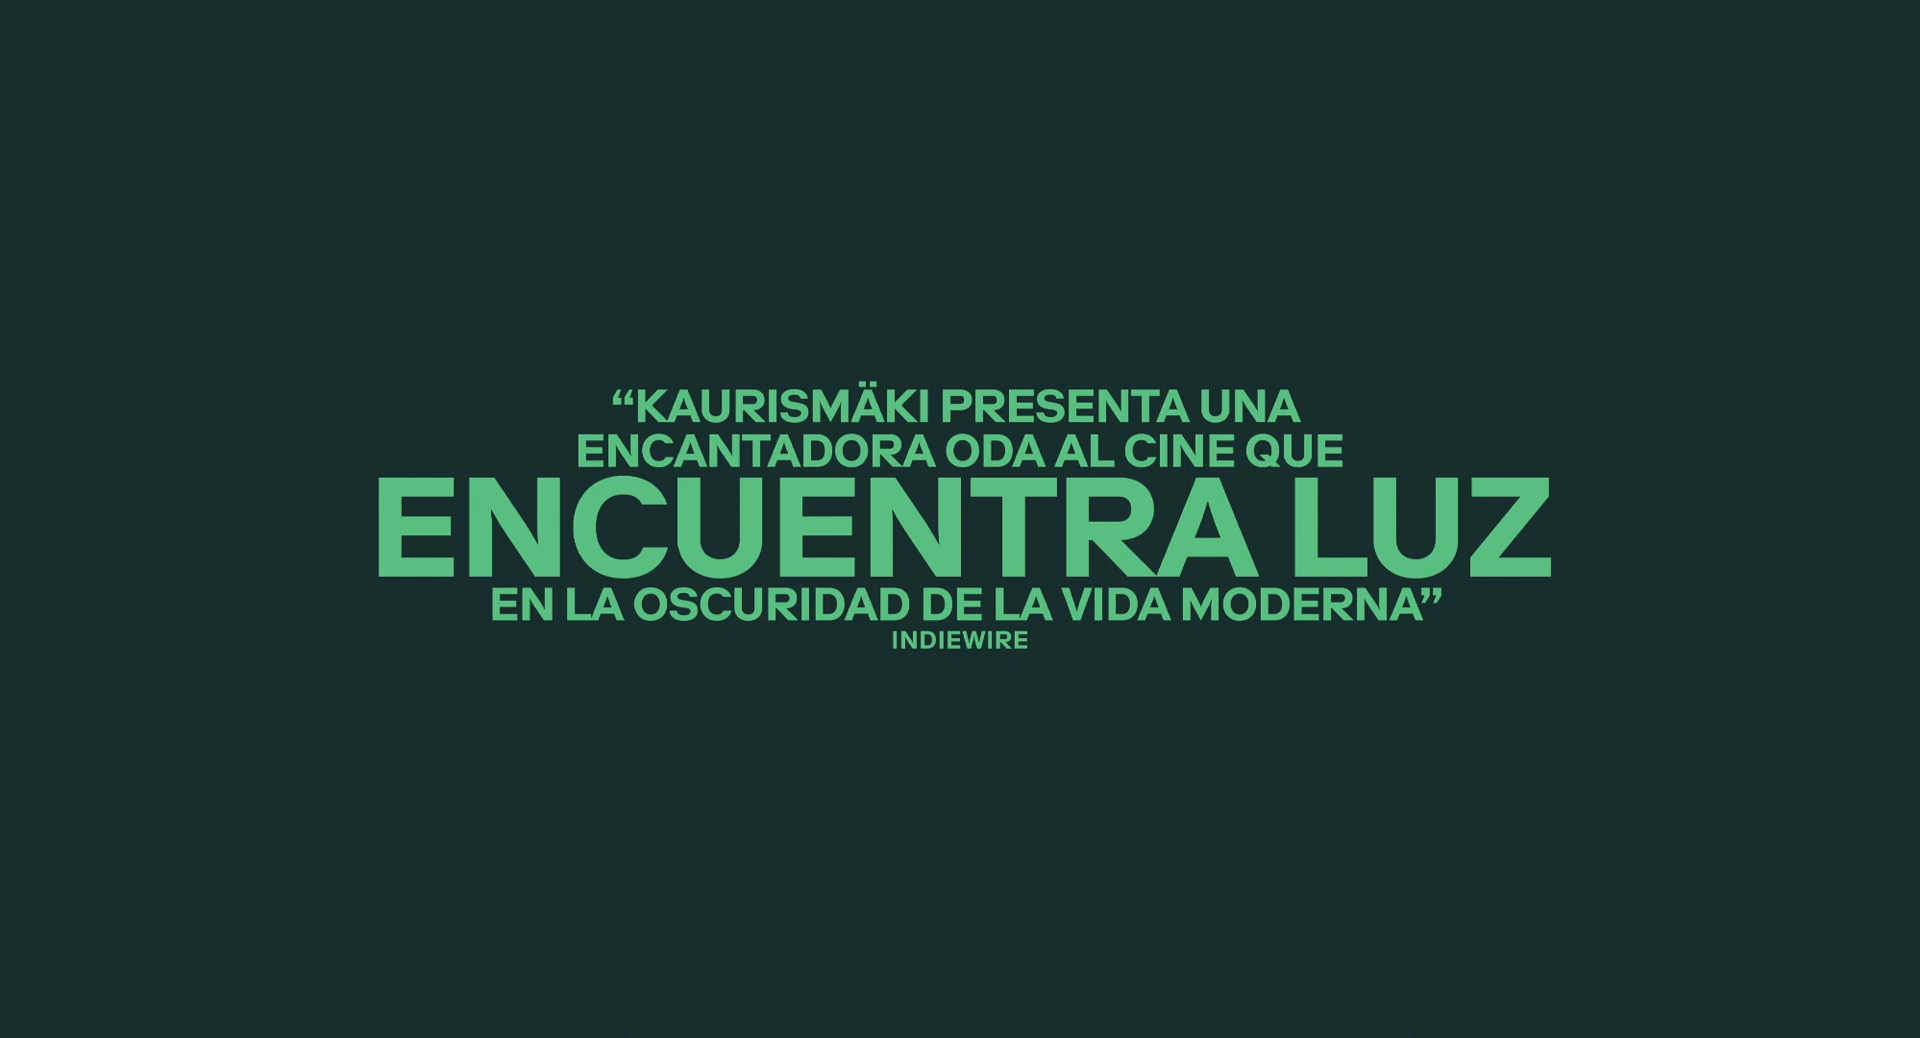 “KAURISMÄKI PRESENTA UNA
ENCANTADORA ODA AL CINE QUE
ENCUENTRA LUZ
EN LA OSCURIDAD DE LA VIDA MODERNA”
INDIEWIRE